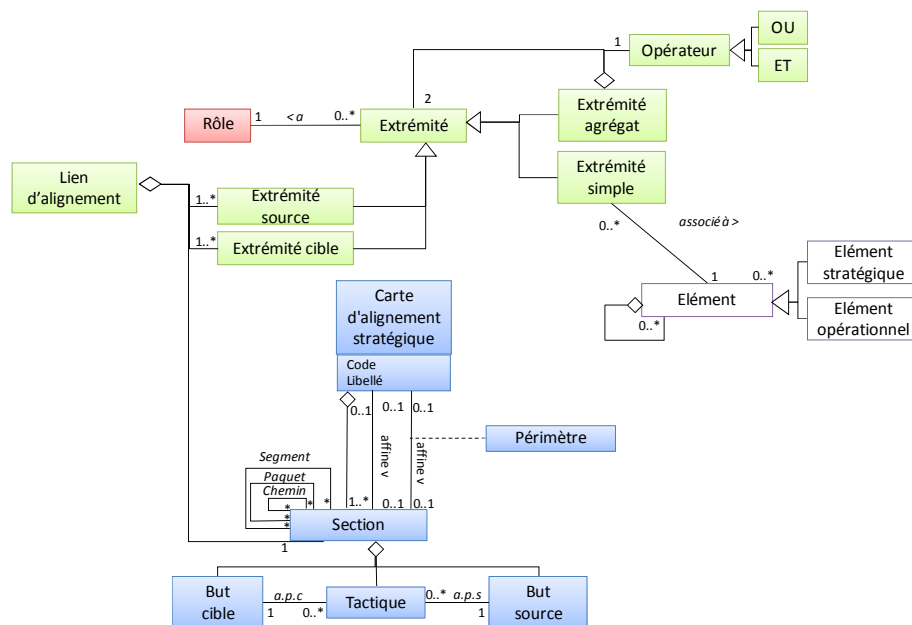 OU
1
Opérateur
ET
2
Extrémité
agrégat
Rôle
1
< a
0..*
Extrémité
Extrémité
simple
Lien
d'alignement
1..*
Extrémité
source
0..*
associé à >
1..*
Extrémité cible
Elément
stratégique
1
0..*
Elément
0..*
Elément
opérationnel
Carte
d'alignement
stratégique
Code
Libellé
0..1
0..1
0..1
affine v
affine v
Périmètre
Segment
Paquet
Chemin
*
*
*
*
*
*
1..*
0..1
0..1
Section
1
But
cible
a.p.c
1
0..*
Tactique
0..*
a.p.s
1
But
source